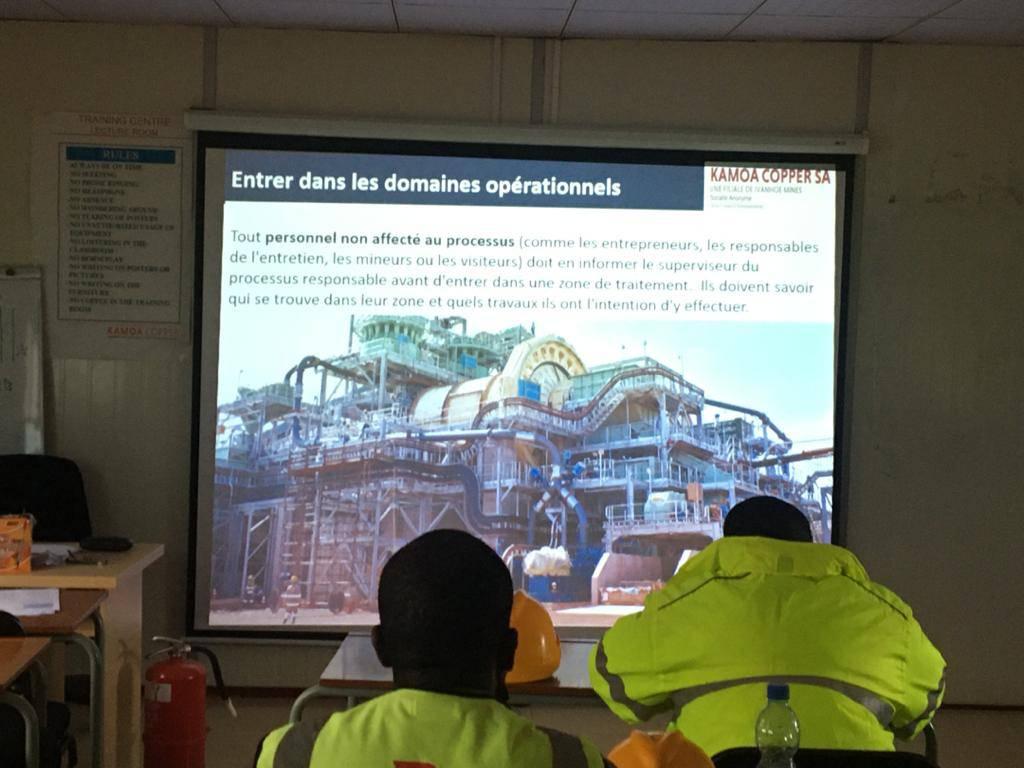 TRAINING CENTRE
LECTURE ROOM
RULES
ALWAYS BE ON TIME
NO SLEEPING
NO PHONE RINGING
NO HEADPHONE
NO ABSENCE
NO WANDERING AROUND
NO TEARING OF POSTERS
USAGE OF
EQUIPMENT
NO LOITERING IN THE
CLASSROOM
NO HORSEPLAY
NO WRITING ON POSTERS OR
PICTURES
NO WRITING ON THE
FURNITURE
IN THE TRAINING
ROOM
KAMOA COPPER
Entrer dans les domaines opérationnels
KAMOA COPPER SA
UNE FILIALE DE IVANHOE MINES
Société Anonyme
Tout personnel non affecté au processus (comme les entrepreneurs, les responsables
de l'entretien, les mineurs ou les visiteurs) doit en informer le superviseur du
processus responsable avant d'entrer dans une zone de traitement. Ils doivent savoir
qui se trouve dans leur zone et quels travaux ils ont l'intention d'y effectuer.